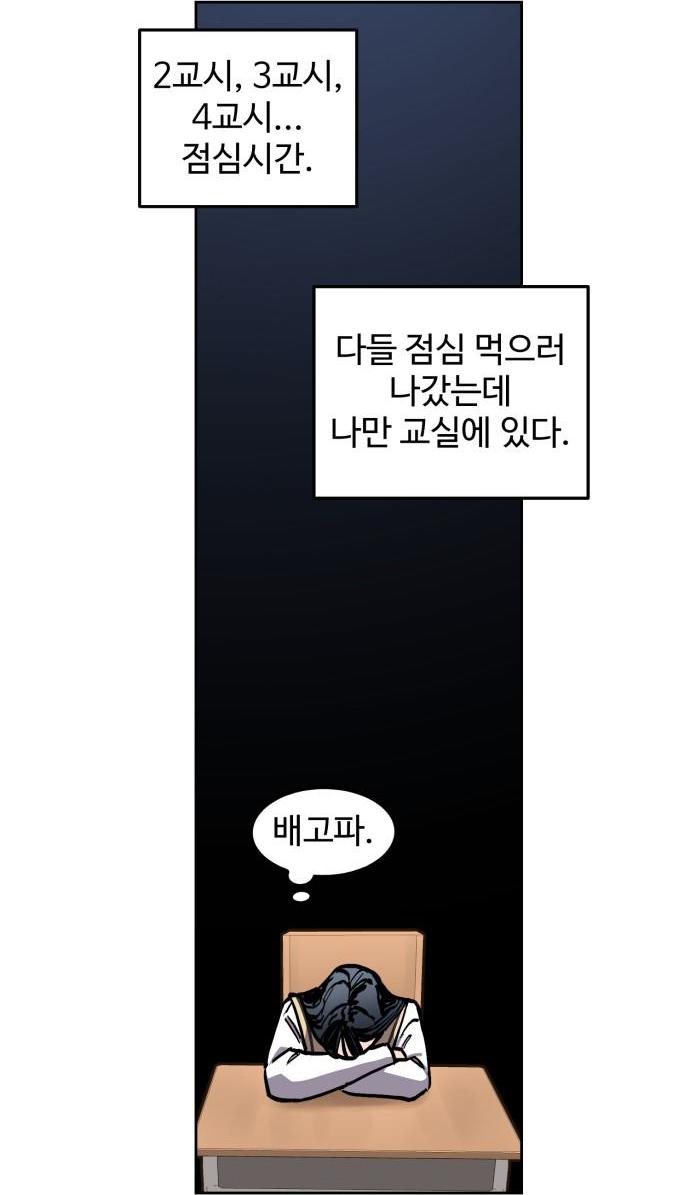 2교시, 3교시,
4교시...
점심시간.
다들 점심 먹으러
나갔는데
나만 교실에 있다.
배고파.